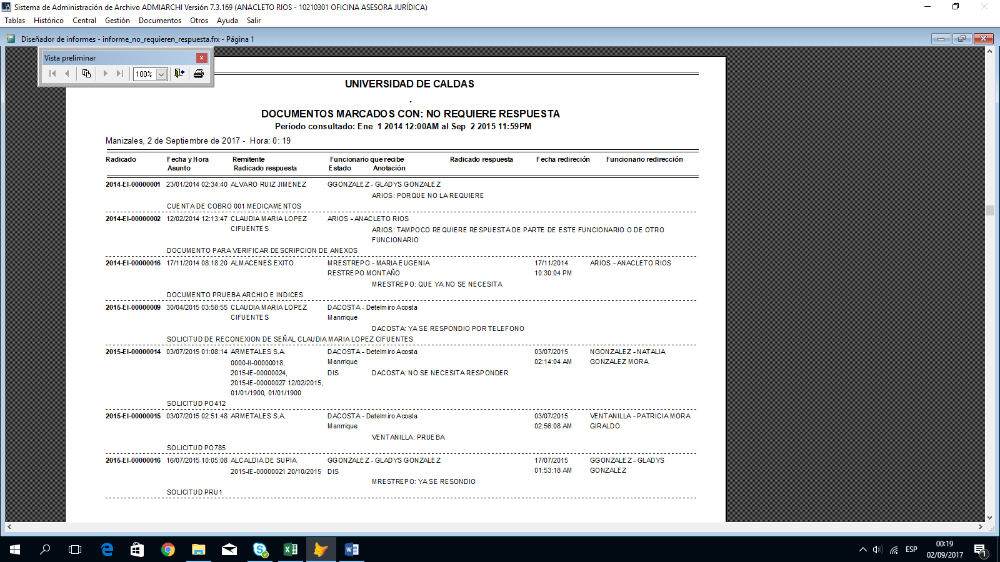 Sistema de Administración de Archivo ADMIARCHI Versión 7.3.169 (ANACLETO RIOS - 10210301 OFICINA ASESORA JURÍDICA)
Tablas Histórico Central Gestión Documentos Otros Ayuda Salir
Diseñador de informes - informe_no_requieren_respuesta.frx - Página 1
Vista preliminar
100%
UNIVERSIDAD DE CALDAS
.
DOCUMENTOS MARCADOS CON: NO REQUIERE RESPUESTA
Período consultado: Ene 1 2014 12:00AM al Sep 2 2015 11:59PM
Manizales, 2 de Septiembre de 2017 - Hora: 0: 19
Radicado Fecha y Hora Remitente Funcionario que recibe Radicado respuesta Fecha redireción Funcionario redirección
Asunto Radicado respuesta Estado Anotación
2014-EI-00000001 23/01/2014 02:34:40 ALVARO RUIZ JIMENEZ GGONZALEZ - GLADYS GONZALEZ
ARIOS: PORQUE NO LA REQUIERE
CUENTA DE COBRO 001 MEDICAMENTOS
2014-EI-00000002 12/02/2014 12:13:47 CLAUDIA MARIA LOPEZ ARIOS - ANACLETO RIOS
CIFUENTES ARIOS: TAMPOCO REQUIERE RESPUESTA DE PARTE DE ESTE FUNCIONARIO O DE OTRO
FUNCIONARIO
DOCUMENTO PARA VERIFICAR DESCRIPCION DE ANEXOS
2014-EI-00000016 17/11/2014 08:18:20 ALMACENES EXITO MRESTREPO - MARIA EUGENIA 17/11/2014 ARIOS - ANACLETO RIOS
RESTREPO MONTAÑO 10:30:04 PM
MRESTREPO: QUE YA NO SE NECESITA
DOCUMENTO PRUEBA ARCHIO E INDICES
2015-EI-00000009 30/04/2015 03:58:55 CLAUDIA MARIA LOPEZ DACOSTA - Detelmiro Acosta
CIFUENTES Manrrique
DACOSTA: YA SE RESPONDIO POR TELEFONO
SOLICITUD DE RECONEXION DE SEÑAL CLAUDIA MARIA LOPEZ CIFUENTES
2015-EI-00000014 03/07/2015 01:08:14 ARMETALES S.A. DACOSTA - Detelmiro Acosta 03/07/2015 NGONZALEZ - NATALIA
0000-II-00000018, Manrrique 02:14:04 AM GONZALEZ MORA
2015-IE-00000024, DIS DACOSTA: NO SE NECESITA RESPONDER
2015-IE-00000027 12/02/2015,
01/01/1900, 01/01/1900
SOLICITUD PO412
2015-EI-00000015 03/07/2015 02:51:48 ARMETALES S.A. DACOSTA - Detelmiro Acosta 03/07/2015 VENTANILLA - PATRICIA MORA
Manrrique 02:56:08 AM GIRALDO
VENTANILLA: PRUEBA
SOLICITUD PO785
2015-EI-00000016 16/07/2015 10:05:08 ALCALDIA DE SUPIA GGONZALEZ - GLADYS GONZALEZ 17/07/2015 GGONZALEZ - GLADYS
2015-IE-00000021 20/10/2015 DIS 01:53:18 AM GONZALEZ
MRESTREPO: YA SE RESONDIO
SOLICITUD PRU1
ESP
00:19
02/09/2017
1